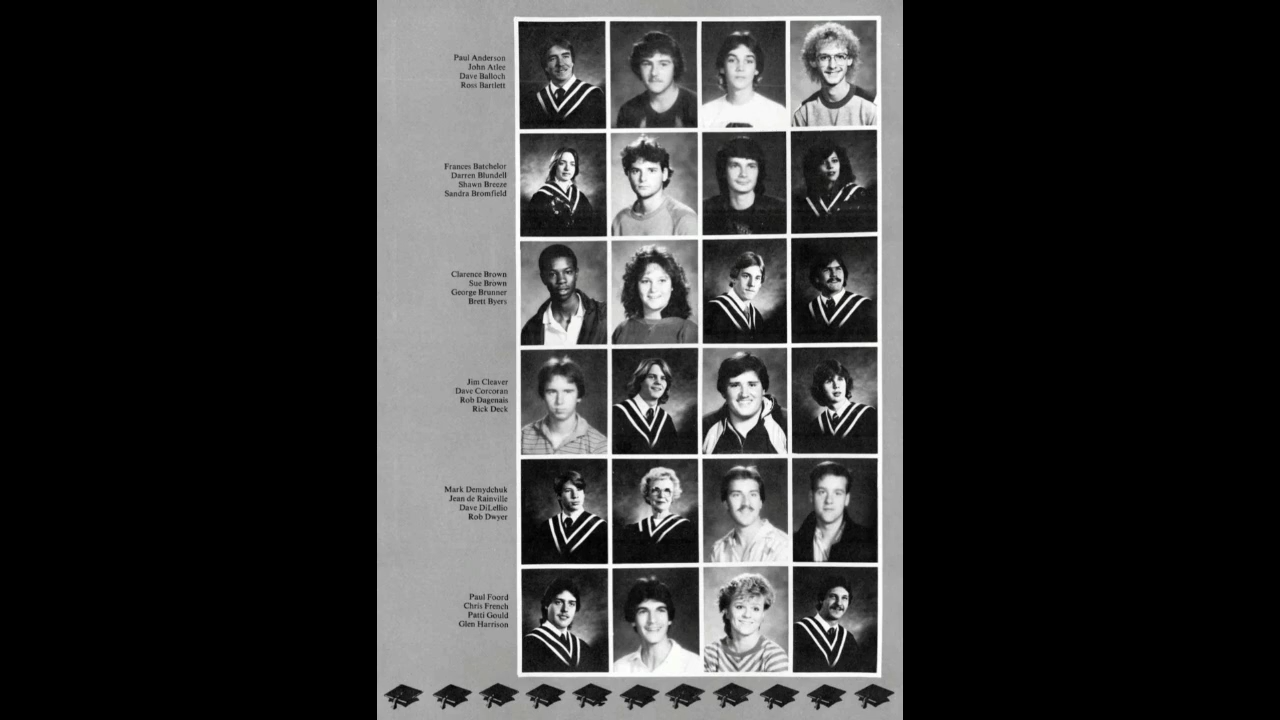 Paul Anderson
John Atlee
Dave Balloch
Ross Bartlett
Frances Batchelor
Darren Blundell
Shawn Breeze
Sandra Bromfield
Clarence Brown
Sue Brown
George Brunner
Brett Byers
Jim Cleaver
Dave Corcoran
Rob Dagenais
Rick Deck
Mark Demydchuk
Jean de Rainville
Dave DiLellio
Rob Dwyer
Paul Foord
Chris French
Patti Gould
Glen Harrison